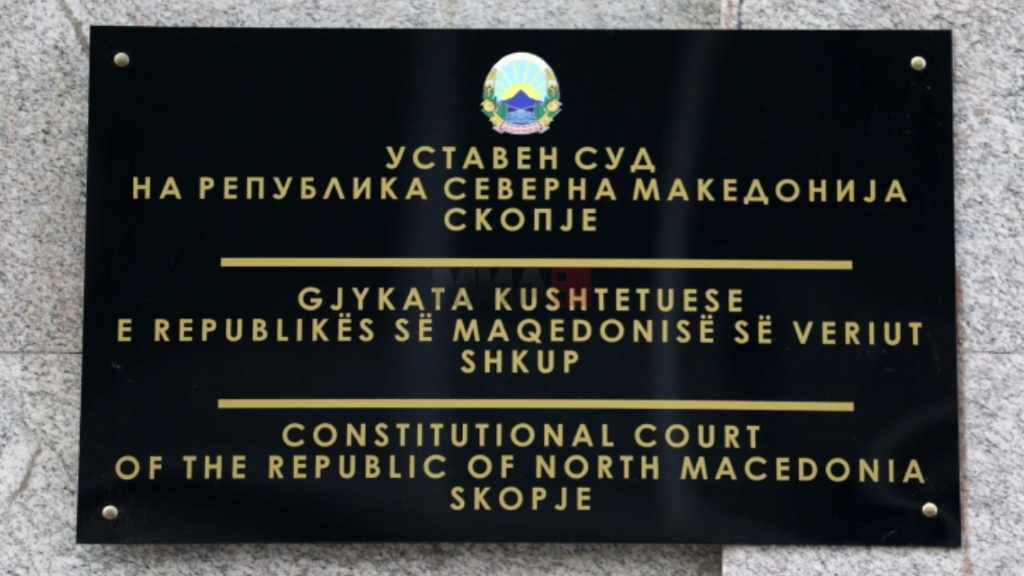 УСТАВЕН СУД
НА РЕПУБЛИКА СЕВЕРНА МАКЕДОНИЈА
СКОПЈЕ
GJYKATA KUSHTETUESE
E REPUBLIKËS SË MAQEDONISË SË VERIUT
SHKUP
CONSTITUTIONAL COURT
OF THE REPUBLIC OF NORTH MACEDONIA
SKOPJE